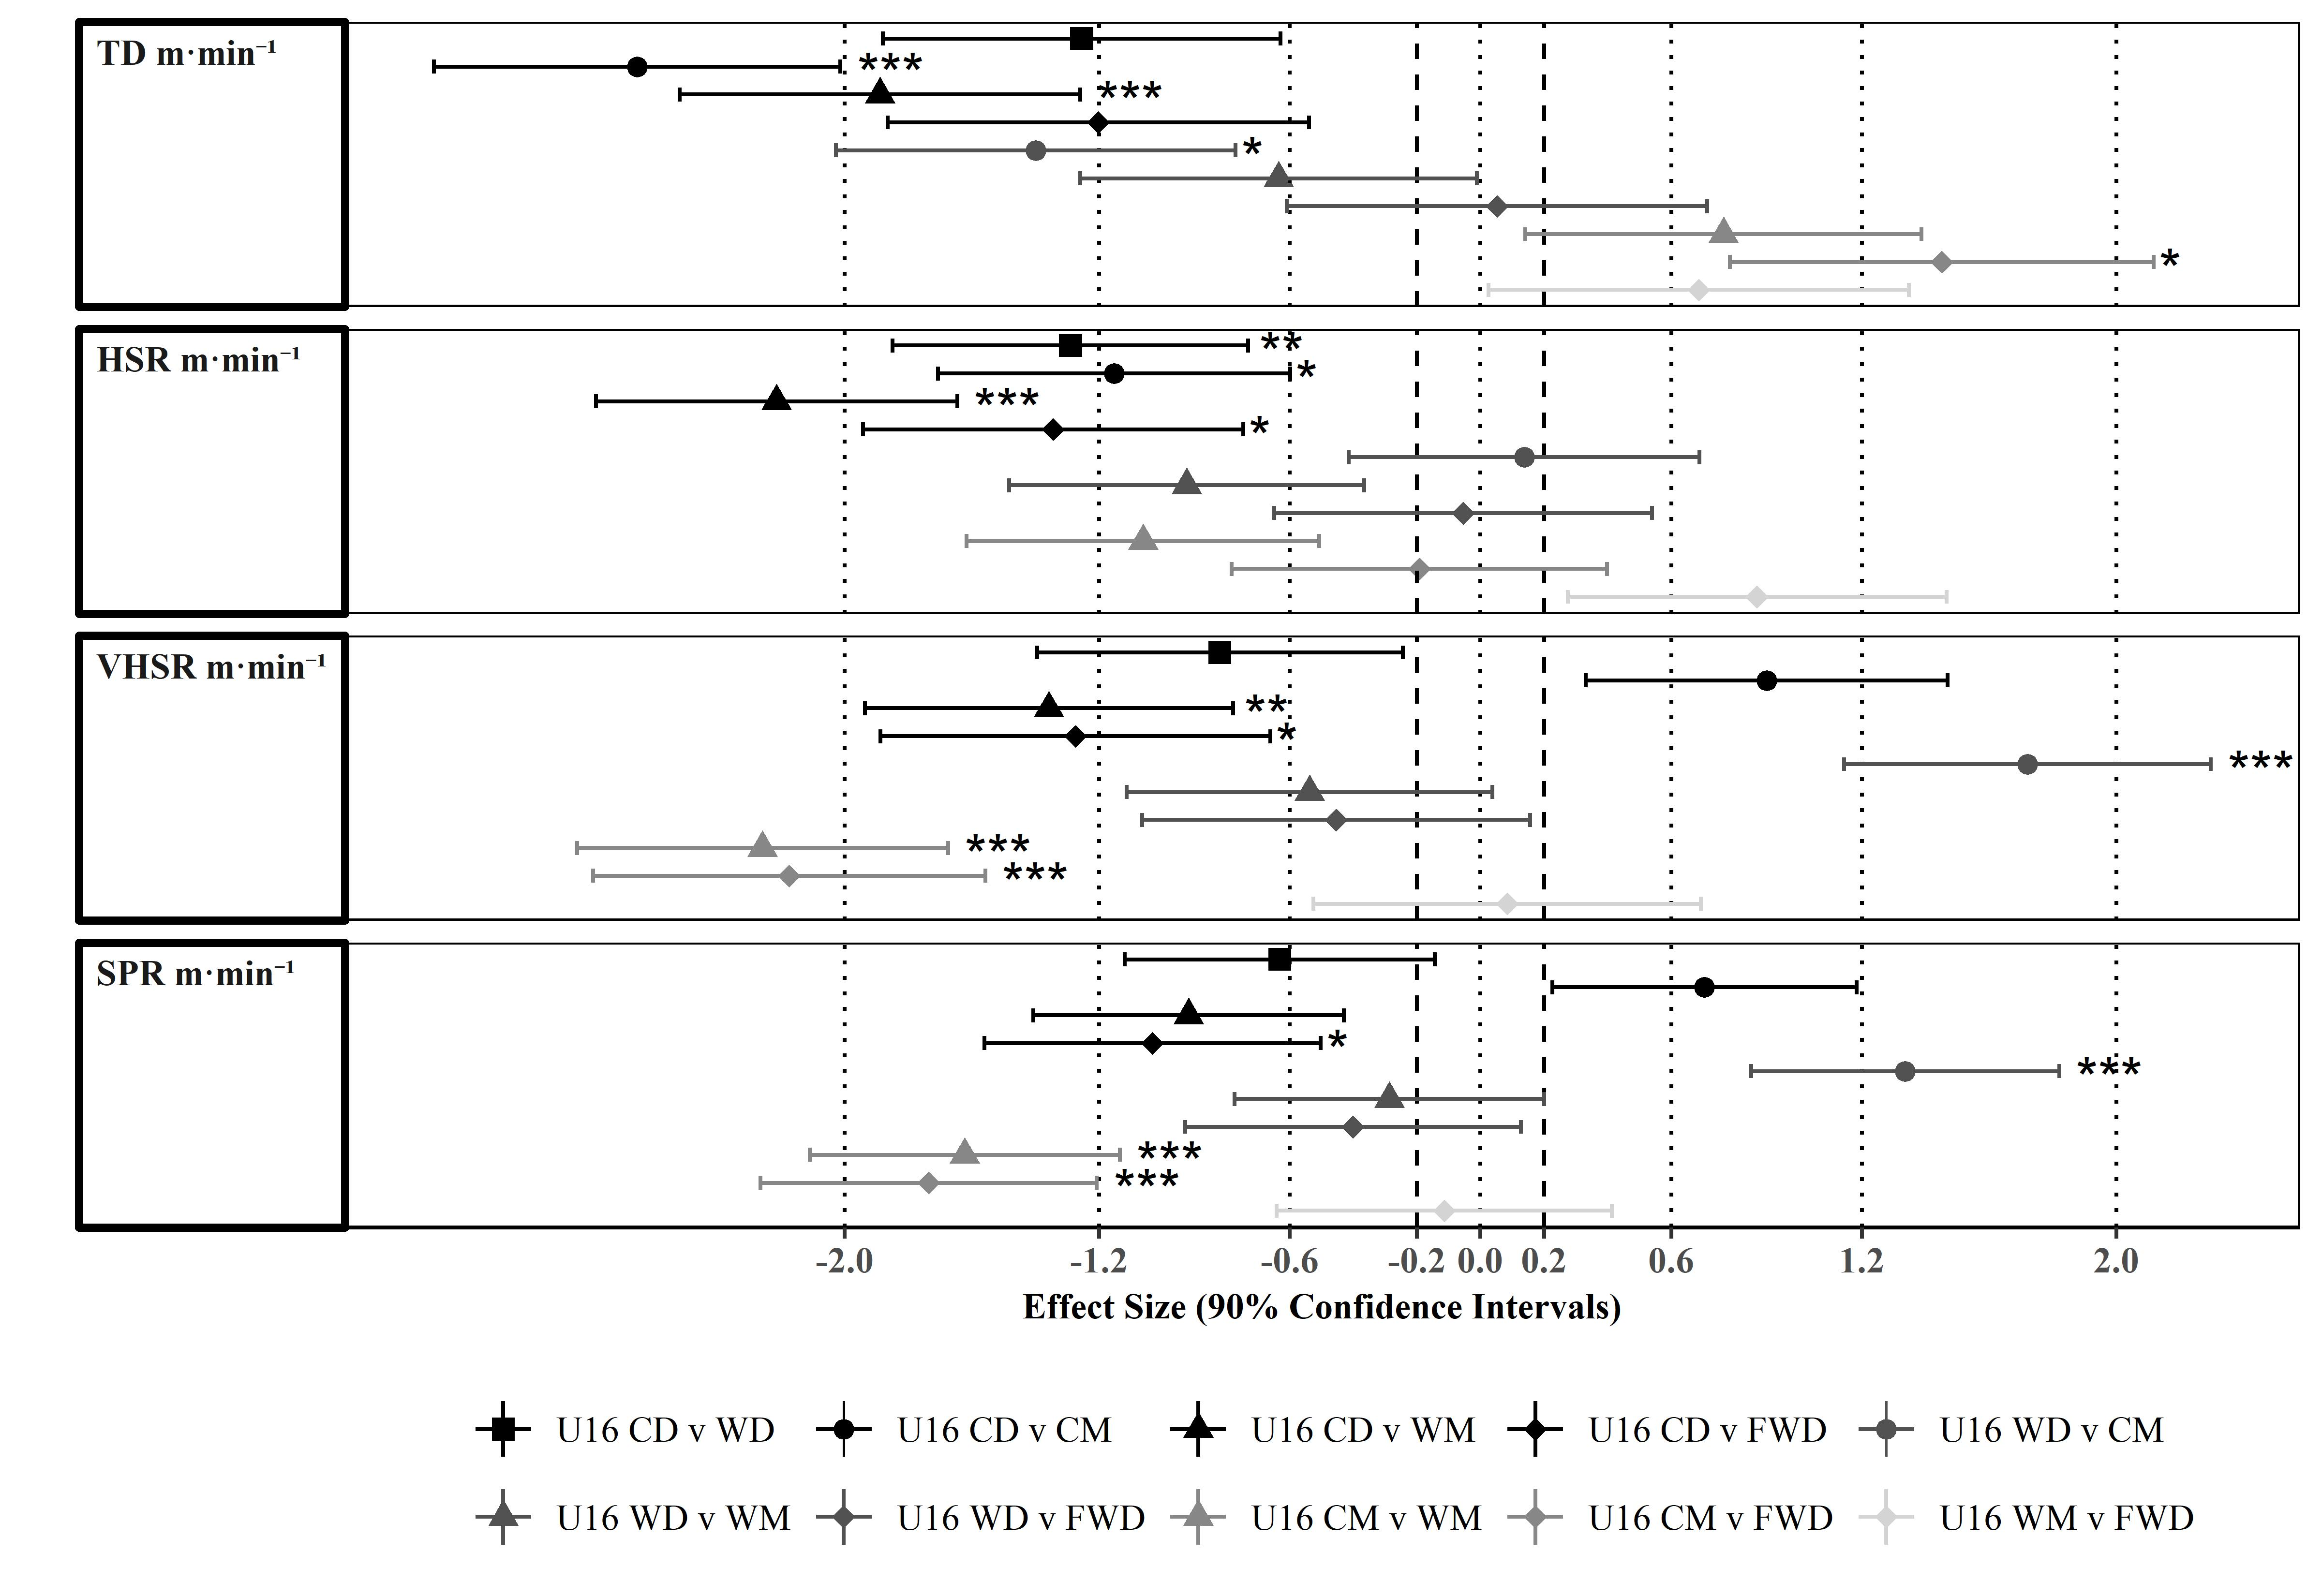 TD m·min⁻¹
***
***
*
*
HSR m·min⁻¹
**
*
***
*
VHSR m·min⁻¹
**
*
***
***
***
SPR m·min⁻¹
*
***
***
***
-2.0 -1.2 -0.6 -0.2 0.0 0.2 0.6 1.2 2.0
Effect Size (90% Confidence Intervals)
U16 CD v WD U16 CD v CM U16 CD v WM U16 CD v FWD U16 WD v CM
U16 WD v WM U16 WD v FWD U16 CM v WM U16 CM v FWD U16 WM v FWD